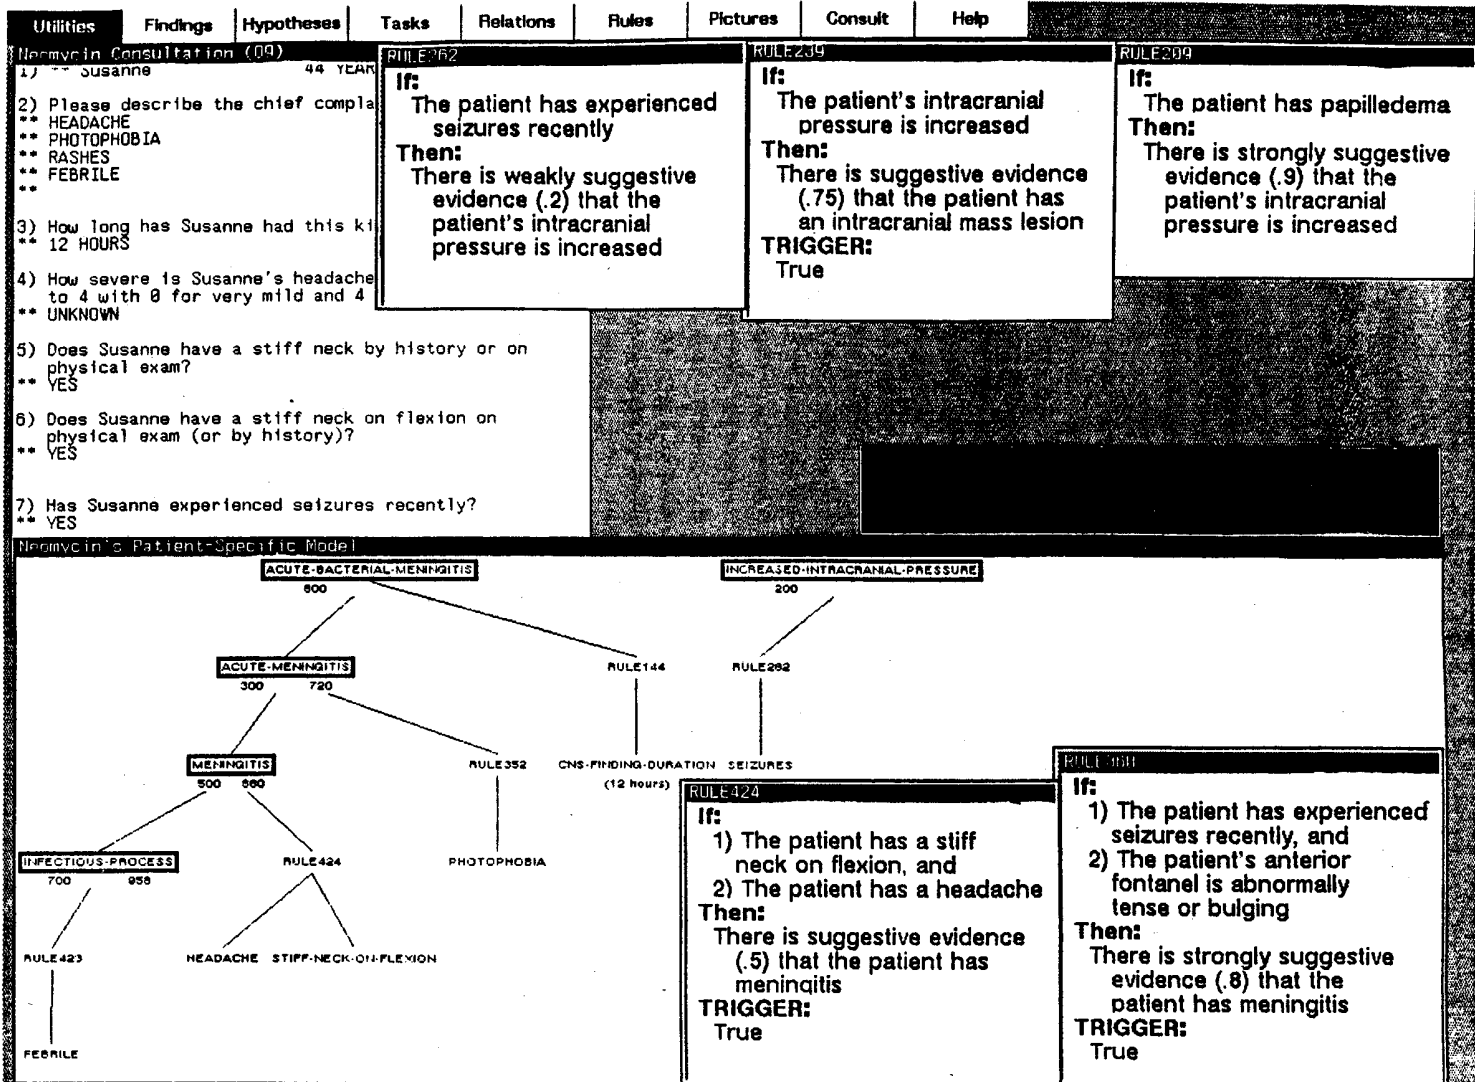 Utilities Findings Hypotheses Tasks Relations Rules Pictures Consult Help
Neomycin Consultation (09)
1) ** Susanne 44 YEAR
2) Please describe the chief compla
** HEADACHE
** PHOTOPHOBIA
** RASHES
** FEBRILE
**
3) How long has Susanne had this ki
** 12 HOURS
4) How severe is Susanne's headache
to 4 with 0 for very mild and 4
** UNKNOWN
5) Does Susanne have a stiff neck by history or on
physical exam?
** YES
6) Does Susanne have a stiff neck on flexion on
physical exam (or by history)?
** YES
7) Has Susanne experienced seizures recently?
** YES
RULE262
If:
The patient has experienced
seizures recently
Then:
There is weakly suggestive
evidence (.2) that the
patient's intracranial
pressure is increased
RULE239
If:
The patient's intracranial
pressure is increased
Then:
There is suggestive evidence
(.75) that the patient has
an intracranial mass lesion
TRIGGER:
True
RULE209
If:
The patient has papilledema
Then:
There is strongly suggestive
evidence (.9) that the
patient's intracranial
pressure is increased
Neomycin's Patient-Specific Model
ACUTE-BACTERIAL-MENINGITIS INCREASED-INTRACRANIAL-PRESSURE
600 200
ACUTE-MENINGITIS RULE144 RULE262
300 720
MENINGITIS RULE352 CNS-FINDING-DURATION SEIZURES
500 860 (12 hours)
INFECTIOUS-PROCESS RULE424 PHOTOPHOBIA
700 958
RULE423 HEADACHE STIFF-NECK-ON-FLEXION
FEBRILE
RULE424
If:
1) The patient has a stiff
neck on flexion, and
2) The patient has a headache
Then:
There is suggestive evidence
(.5) that the patient has
meningitis
TRIGGER:
True
If:
1) The patient has experienced
seizures recently, and
2) The patient's anterior
fontanel is abnormally
tense or bulging
Then:
There is strongly suggestive
evidence (.8) that the
patient has meningitis
TRIGGER:
True